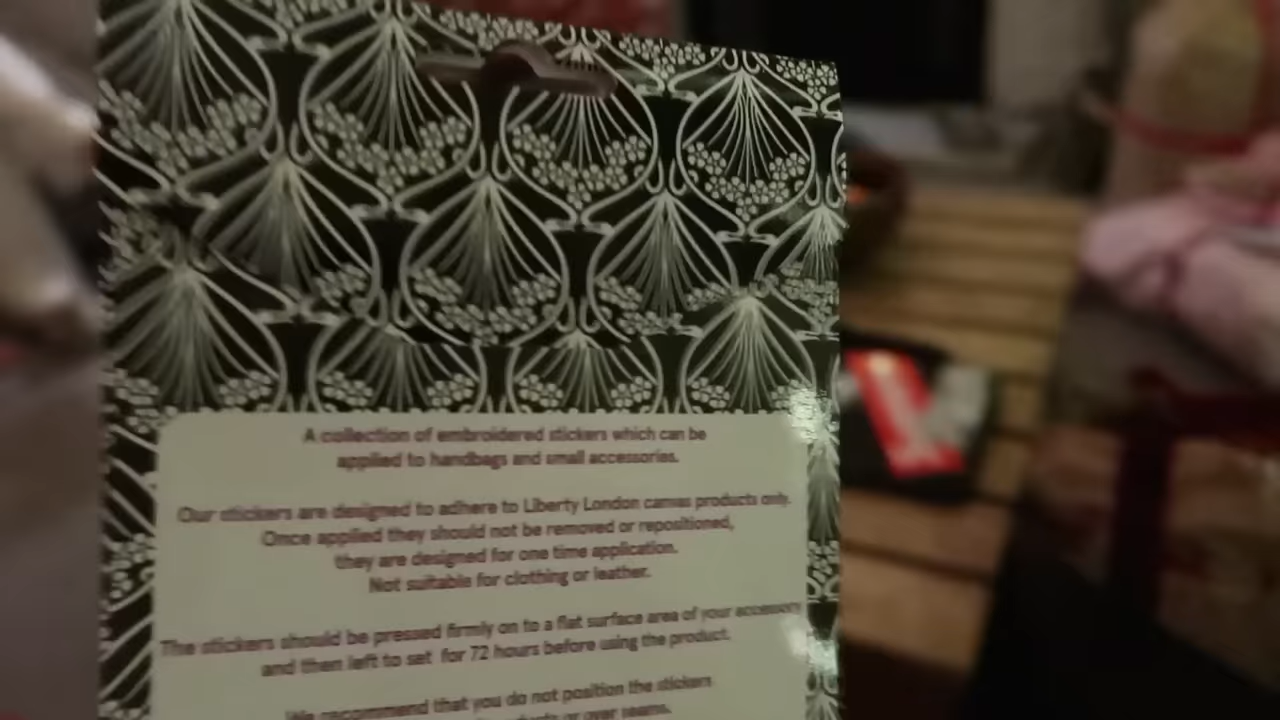 A collection of embroidered stickers which can be
applied to handbags and small accessories.
Our stickers are designed to adhere to Liberty London canvas products only.
Once applied they should not be removed or repositioned,
they are designed for one time application.
Not suitable for clothing or leather.
The stickers should be pressed firmly on to a flat surface area of your accessory
and then left to set for 72 hours before using the product.
We recommend that you do not position the stickers
or over seams.